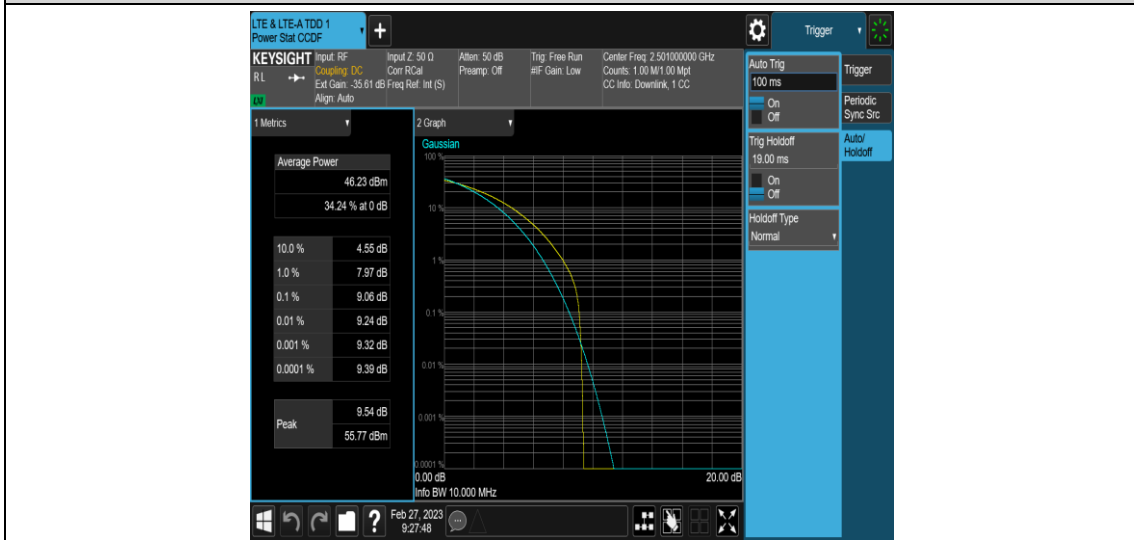 LTE & LTE-A TDD 1
Power Stat CCDF
+
Trigger
KEYSIGHT
R L
LXI
Input: RF
Coupling: DC
Ext Gain: -35.61 dB
Align: Auto
Input Z: 50 Ω
Corr RCal
Freq Ref: Int (S)
Atten: 50 dB
Preamp: Off
Trig: Free Run
#IF Gain: Low
Center Freq: 2.501000000 GHz
Counts: 1.00 M/1.00 Mpt
CC Info: Downlink, 1 CC
1 Metrics
Average Power
46.23 dBm
34.24 % at 0 dB
10.0 % 4.55 dB
1.0 % 7.97 dB
0.1 % 9.06 dB
0.01 % 9.24 dB
0.001 % 9.32 dB
0.0001 % 9.39 dB
Peak
9.54 dB
55.77 dBm
2 Graph
Gaussian
100 %
10 %
1 %
0.1 %
0.01 %
0.001 %
0.0001 %
0.00 dB
20.00 dB
Info BW 10.000 MHz
Auto Trig
100 ms
On
Off
Trig Holdoff
19.00 ms
On
Off
Holdoff Type
Normal
Trigger
Periodic
Sync Src
Auto/
Holdoff
?
Feb 27, 2023
9:27:48